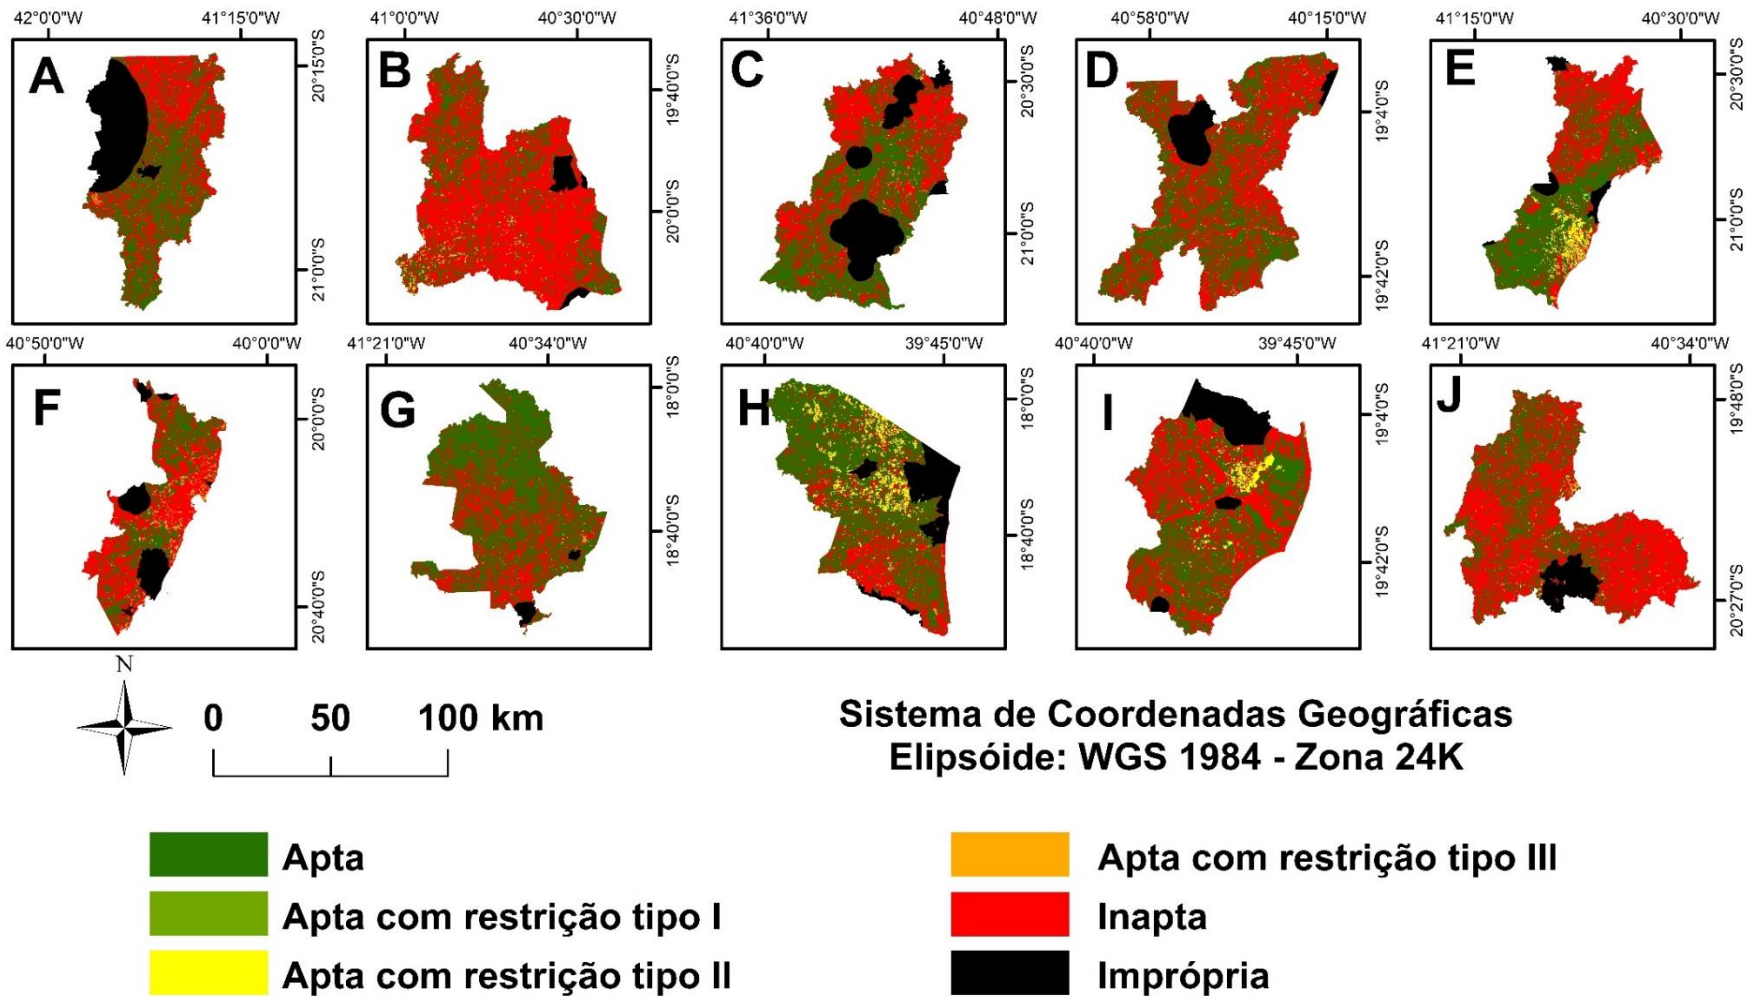 42°0'0"W 41°15'0"W 41°0'0"W 40°30'0"W 41°36'0"W 40°48'0"W 40°58'0"W 40°15'0"W 41°15'0"W 40°30'0"W
A
20°15'0"S
21°0'0"S
B
19°40'0"S
20°0'0"S
C
20°30'0"S
21°0'0"S
D
19°4'0"S
19°42'0"S
E
20°30'0"S
21°0'0"S
40°50'0"W 40°0'0"W 41°21'0"W 40°34'0"W 40°40'0"W 39°45'0"W 40°40'0"W 39°45'0"W 41°21'0"W 40°34'0"W
F
20°0'0"S
20°40'0"S
G
18°0'0"S
18°40'0"S
H
18°0'0"S
18°40'0"S
I
19°4'0"S
19°42'0"S
J
19°48'0"S
20°27'0"S
N
0 50 100 km
Sistema de Coordenadas Geográficas
Elipsóide: WGS 1984 - Zona 24K
Apta
Apta com restrição tipo I
Apta com restrição tipo II
Apta com restrição tipo III
Inapta
Imprópria